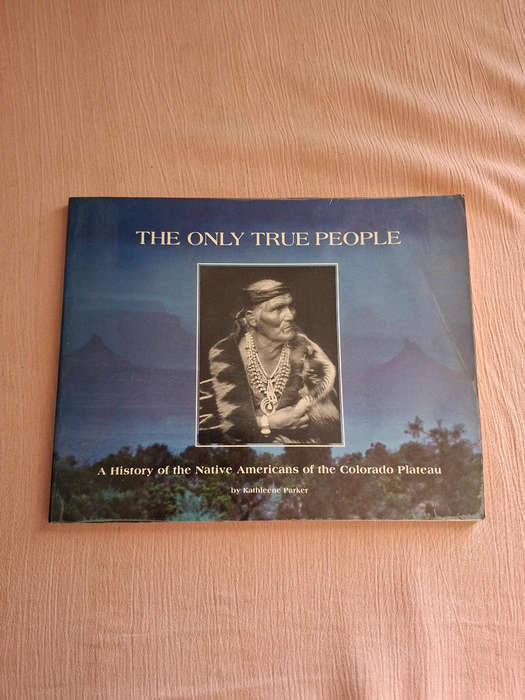 THE ONLY TRUE PEOPLE
A History of the Native Americans of the Colorado Plateau
by Kathleene Parker